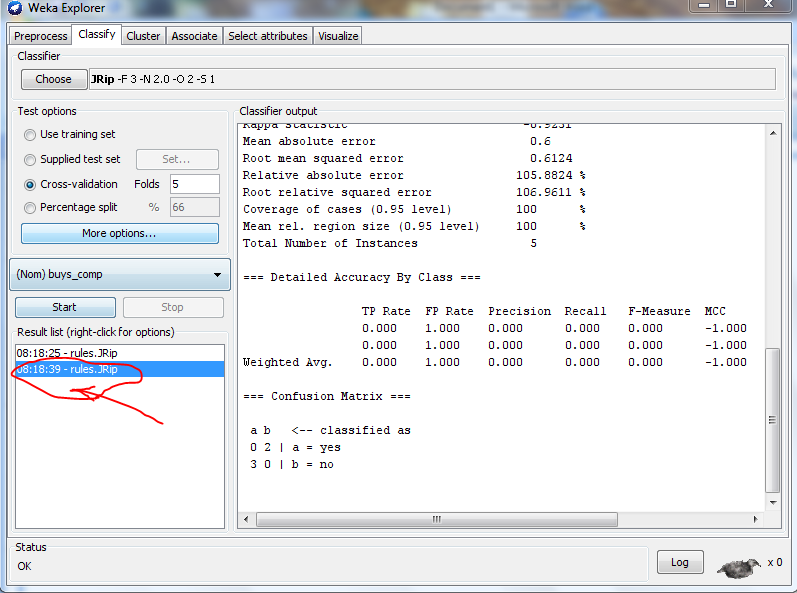 Weka Explorer
Preprocess Classify Cluster Associate Select attributes Visualize
Classifier
Choose JRip -F 3 -N 2.0 -O 2 -S 1
Test options
Use training set
Supplied test set Set...
Cross-validation Folds 5
Percentage split % 66
More options...
(Nom) buys_comp
Start Stop
Result list (right-click for options)
08:18:25 - rules.JRip
08:18:39 - rules.JRip
Classifier output
Kappa statistic -0.9231
Mean absolute error 0.6
Root mean squared error 0.6124
Relative absolute error 105.8824 %
Root relative squared error 106.9611 %
Coverage of cases (0.95 level) 100 %
Mean rel. region size (0.95 level) 100 %
Total Number of Instances 5
=== Detailed Accuracy By Class ===
TP Rate FP Rate Precision Recall F-Measure MCC
0.000 1.000 0.000 0.000 0.000 -1.000
0.000 1.000 0.000 0.000 0.000 -1.000
Weighted Avg. 0.000 1.000 0.000 0.000 0.000 -1.000
=== Confusion Matrix ===
a b <-- classified as
0 2 | a = yes
3 0 | b = no
Status
OK
Log x 0